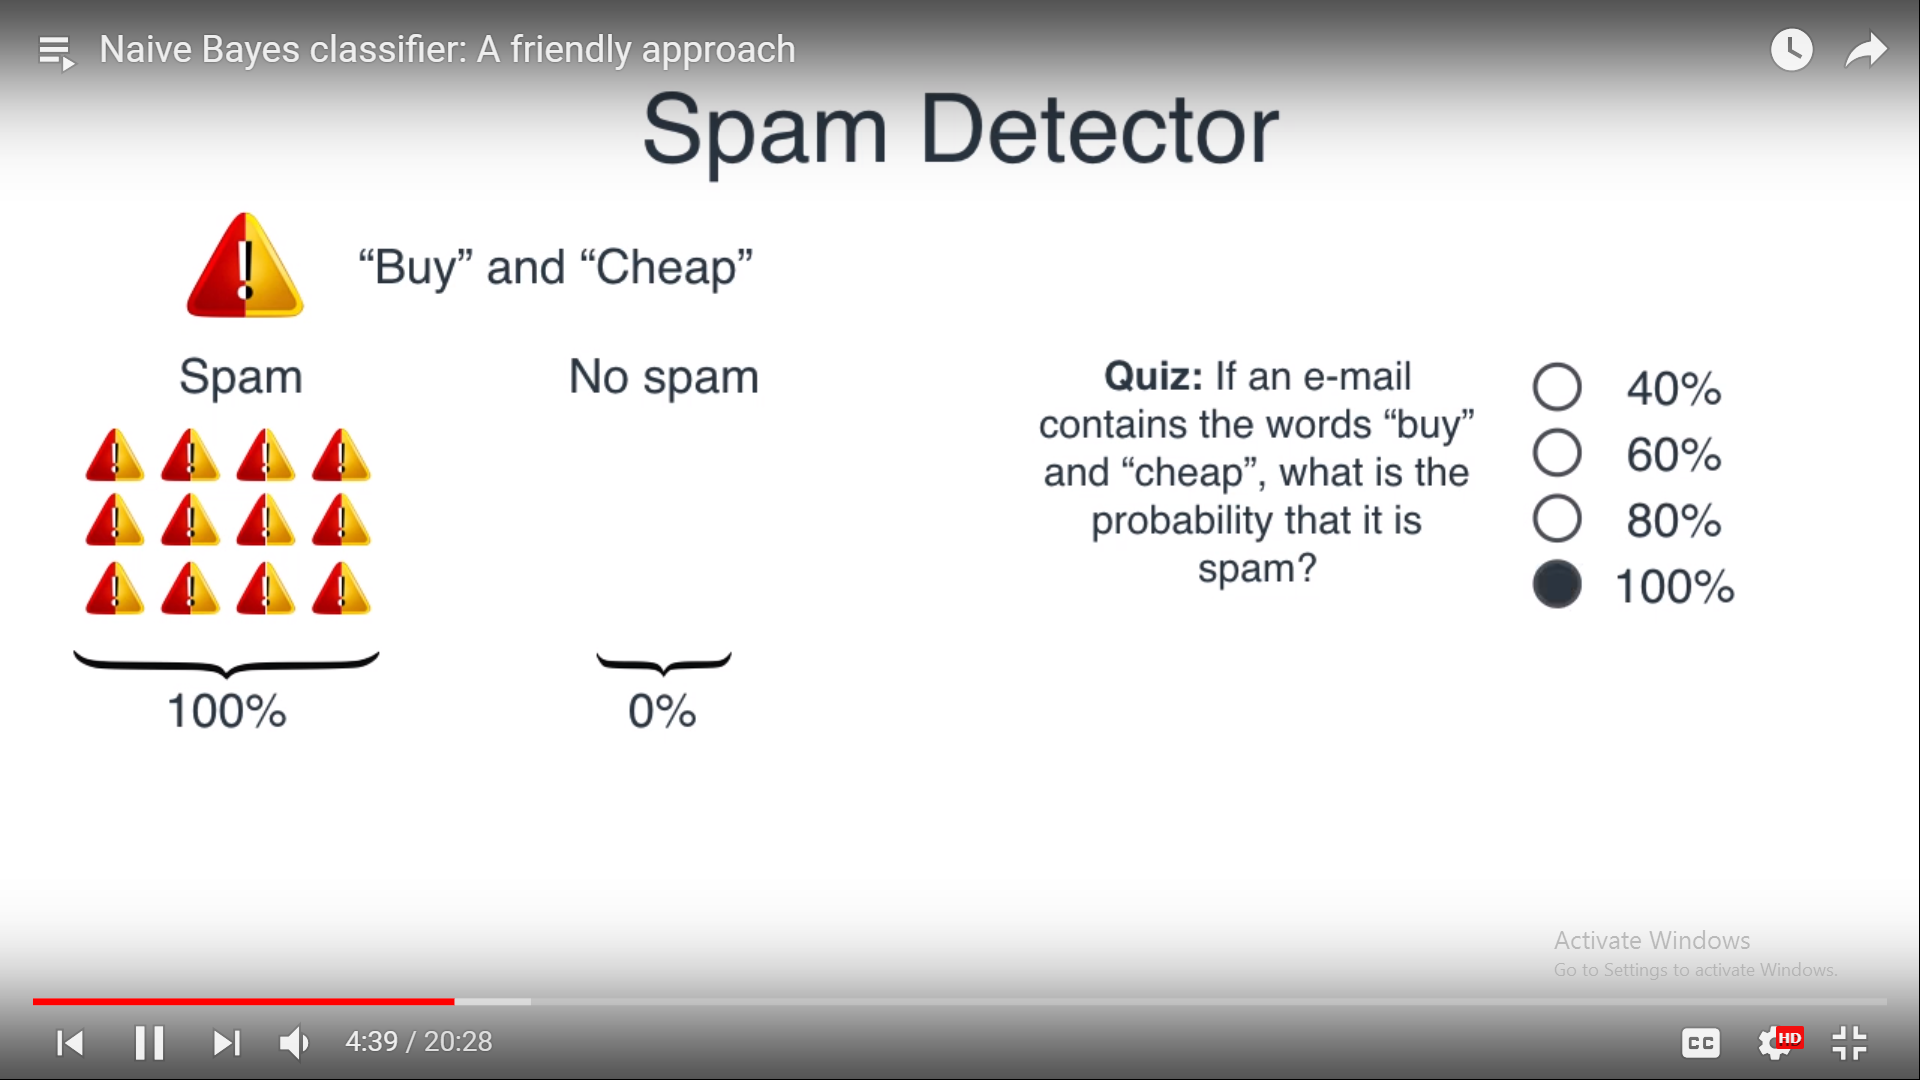 Naive Bayes classifier: A friendly approach
Spam Detector
“Buy” and “Cheap”
Spam
No spam
100%
0%
Quiz: If an e-mail
contains the words “buy”
and “cheap”, what is the
probability that it is
spam?
40%
60%
80%
100%
Activate Windows
Go to Settings to activate Windows.
4:39 / 20:28
CC
HD